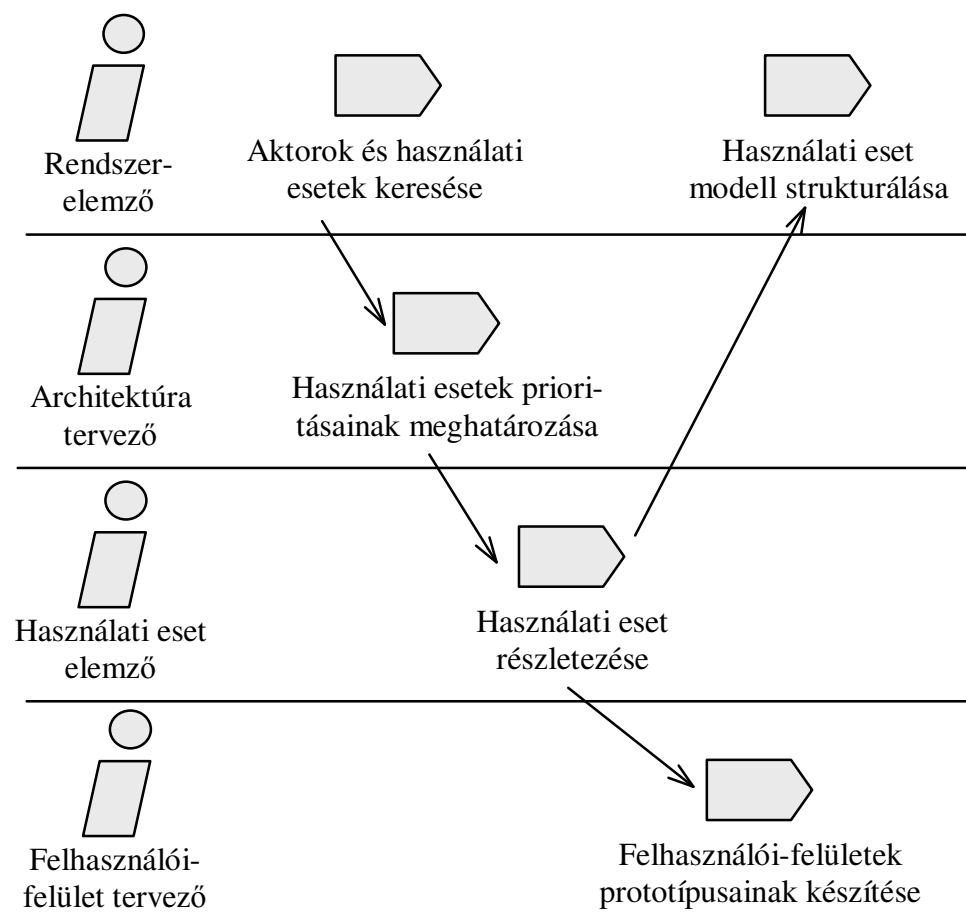 Rendszer-
elemző
Aktorok és használati
esetek keresése
Használati eset
modell strukturálása
Architektúra
tervező
Használati esetek priori-
tásainak meghatározása
Használati eset
elemző
Használati eset
részletezése
Felhasználói-
felület tervező
Felhasználói-felületek
prototípusainak készítése